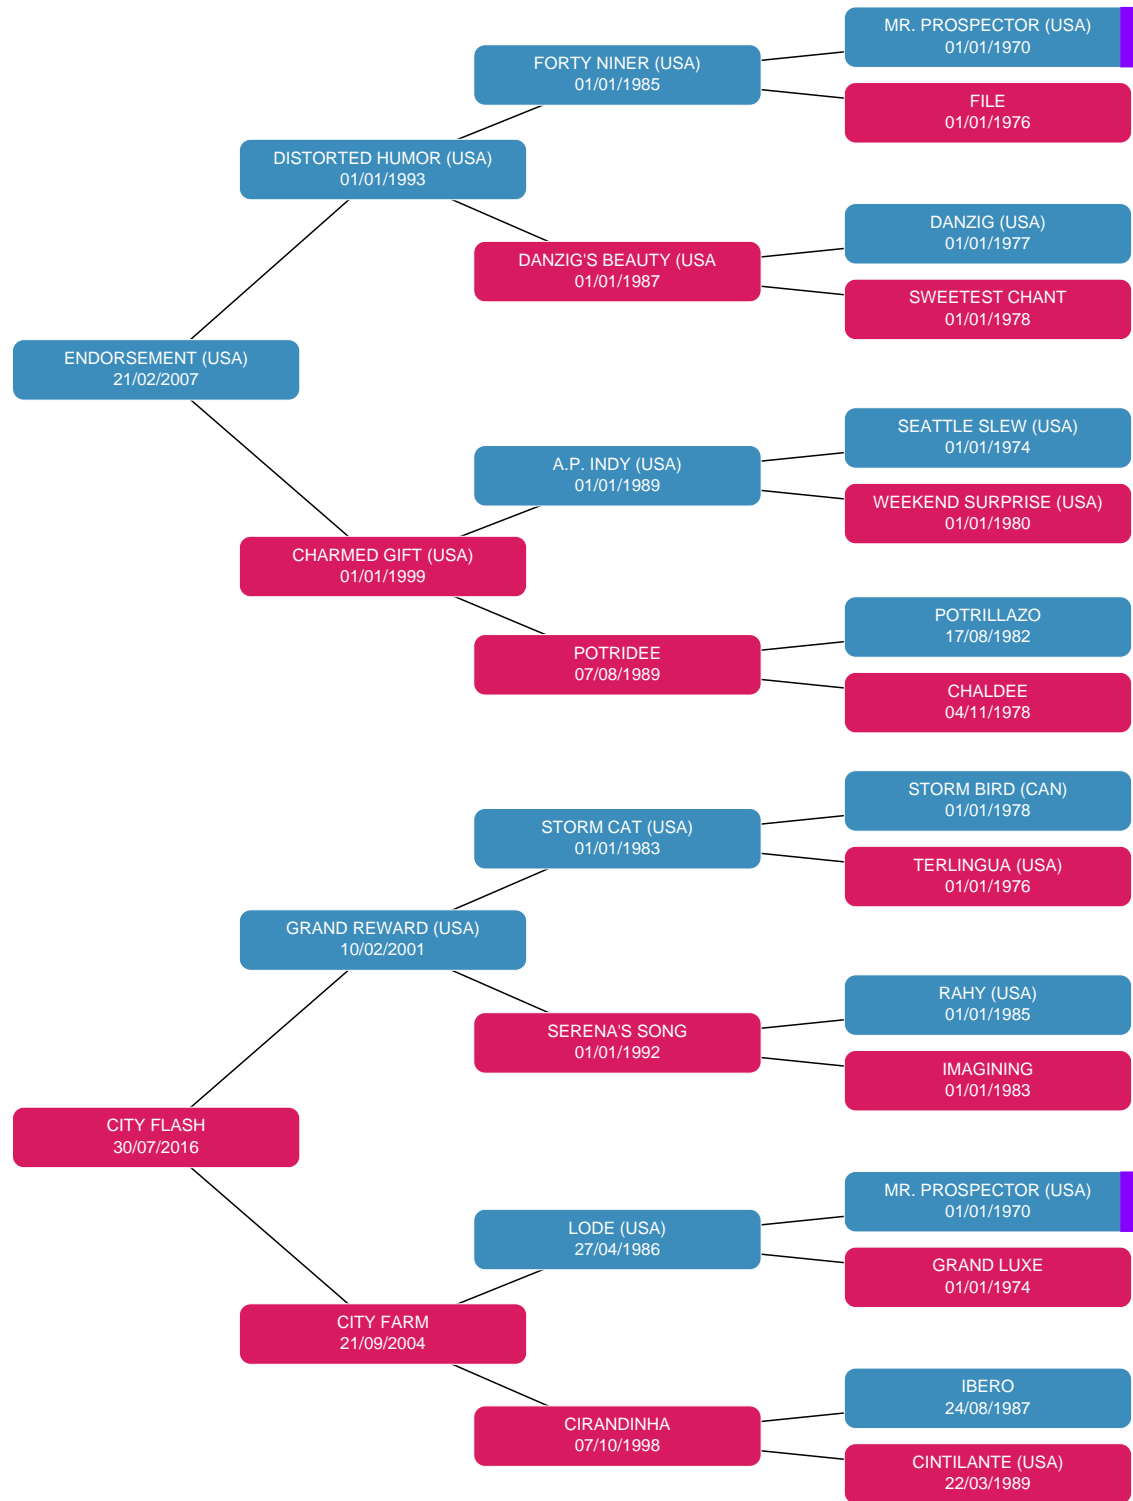 MR. PROSPECTOR (USA)
01/01/1970
FORTY NINER (USA)
01/01/1985
FILE
01/01/1976
DISTORTED HUMOR (USA)
01/01/1993
DANZIG (USA)
01/01/1977
DANZIG'S BEAUTY (USA
01/01/1987
SWEETEST CHANT
01/01/1978
ENDORSEMENT (USA)
21/02/2007
SEATTLE SLEW (USA)
01/01/1974
A.P. INDY (USA)
01/01/1989
WEEKEND SURPRISE (USA)
01/01/1980
CHARMED GIFT (USA)
01/01/1999
POTRILLAZO
17/08/1982
POTRIDEE
07/08/1989
CHALDEE
04/11/1978
STORM BIRD (CAN)
01/01/1978
STORM CAT (USA)
01/01/1983
TERLINGUA (USA)
01/01/1976
GRAND REWARD (USA)
10/02/2001
RAHY (USA)
01/01/1985
SERENA'S SONG
01/01/1992
IMAGINING
01/01/1983
CITY FLASH
30/07/2016
MR. PROSPECTOR (USA)
01/01/1970
LODE (USA)
27/04/1986
GRAND LUXE
01/01/1974
CITY FARM
21/09/2004
IBERO
24/08/1987
CIRANDINHA
07/10/1998
CINTILANTE (USA)
22/03/1989